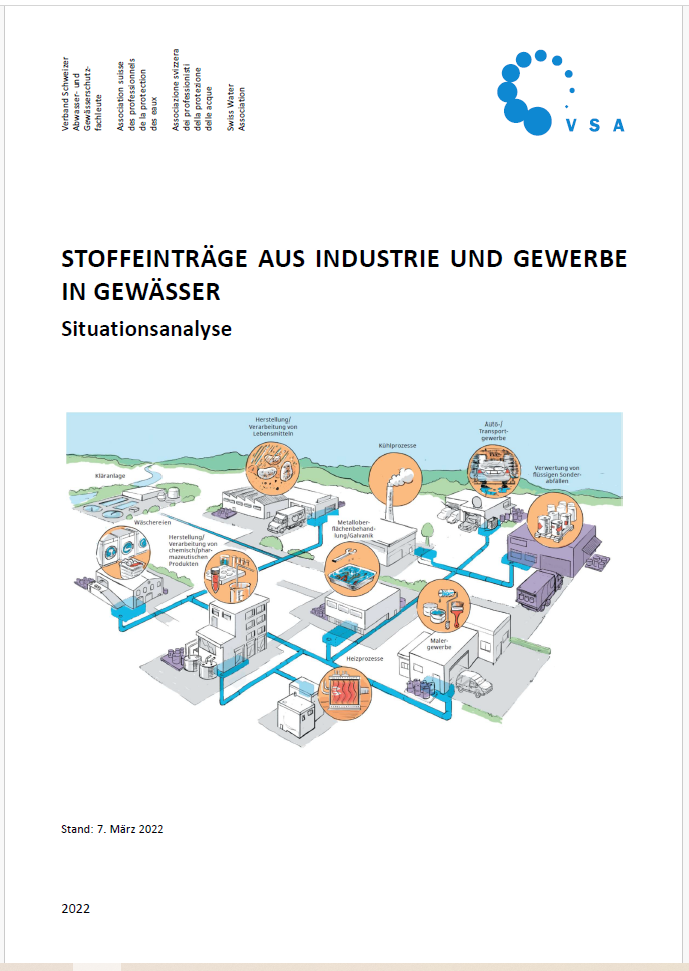 Verband Schweizer
Abwasser- und
Gewässerschutz-
fachleute
Association suisse
des professionnels
de la protection
des eaux
Associazione svizzera
dei professionisti
della protezione
delle acque
Swiss Water
Association
VSA
STOFFEINTRÄGE AUS INDUSTRIE UND GEWERBE
IN GEWÄSSER
Situationsanalyse
Herstellung/
Verarbeitung von
Lebensmitteln
Kühlprozesse
Auto-/
Transport-
gewerbe
Kläranlage
Verwertung von
flüssigen Sonder-
abfällen
Wäschereien
Herstellung/
Verarbeitung von
chemisch/phar-
mazeutischen
Produkten
Metallober-
flächenbehand-
lung/Galvanik
Maler-
gewerbe
Heizprozesse
Stand: 7. März 2022
2022